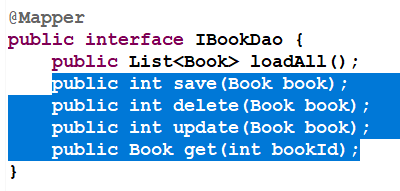 @Mapper
public interface IBookDao {
public List<Book> loadAll();
public int save(Book book);
public int delete(Book book);
public int update(Book book);
public Book get(int bookId);
}